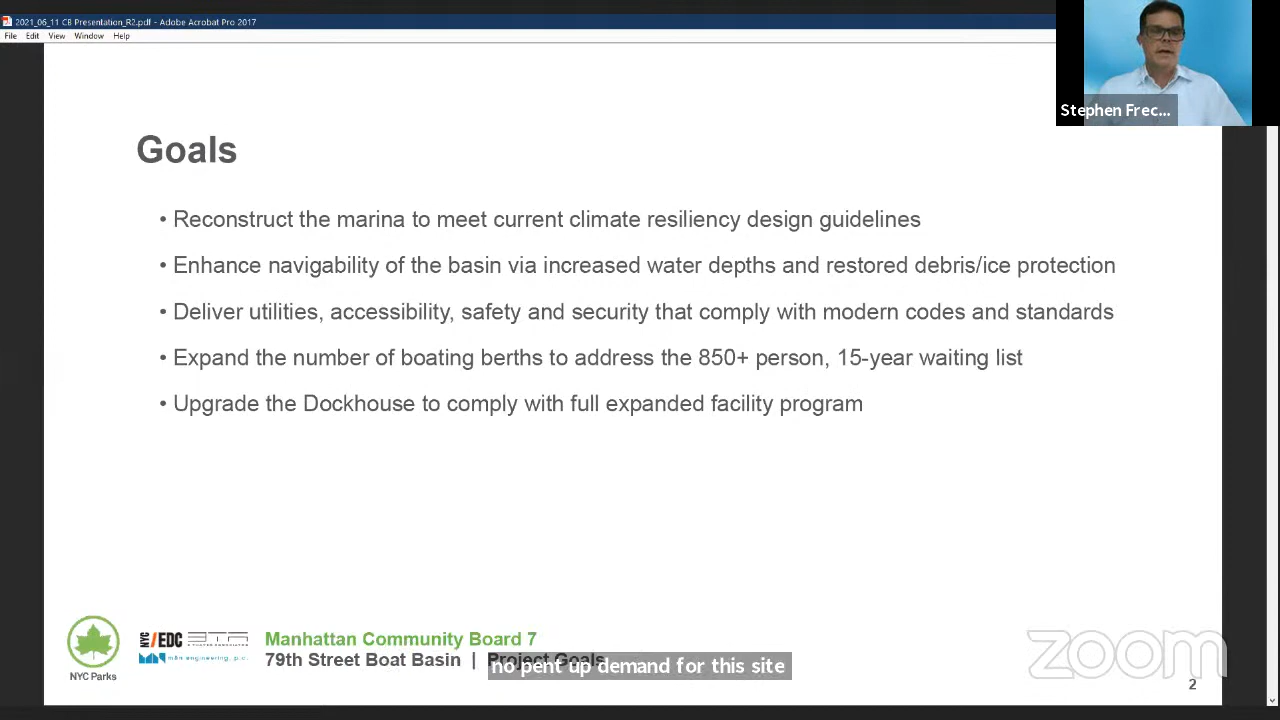 2021_06_11 CB Presentation_R2.pdf - Adobe Acrobat Pro 2017
File Edit View Window Help
Stephen Frec...
Goals
• Reconstruct the marina to meet current climate resiliency design guidelines
• Enhance navigability of the basin via increased water depths and restored debris/ice protection
• Deliver utilities, accessibility, safety and security that comply with modern codes and standards
• Expand the number of boating berths to address the 850+ person, 15-year waiting list
• Upgrade the Dockhouse to comply with full expanded facility program
NYC Parks
NYC/EDC
m&n engineering, p.c.
Manhattan Community Board 7
79th Street Boat Basin | Project Goals
no pent up demand for this site
zoom
2